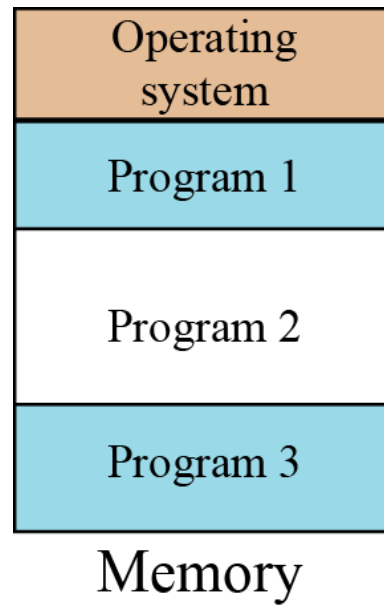 Operating
system
Program 1
Program 2
Program 3
Memory